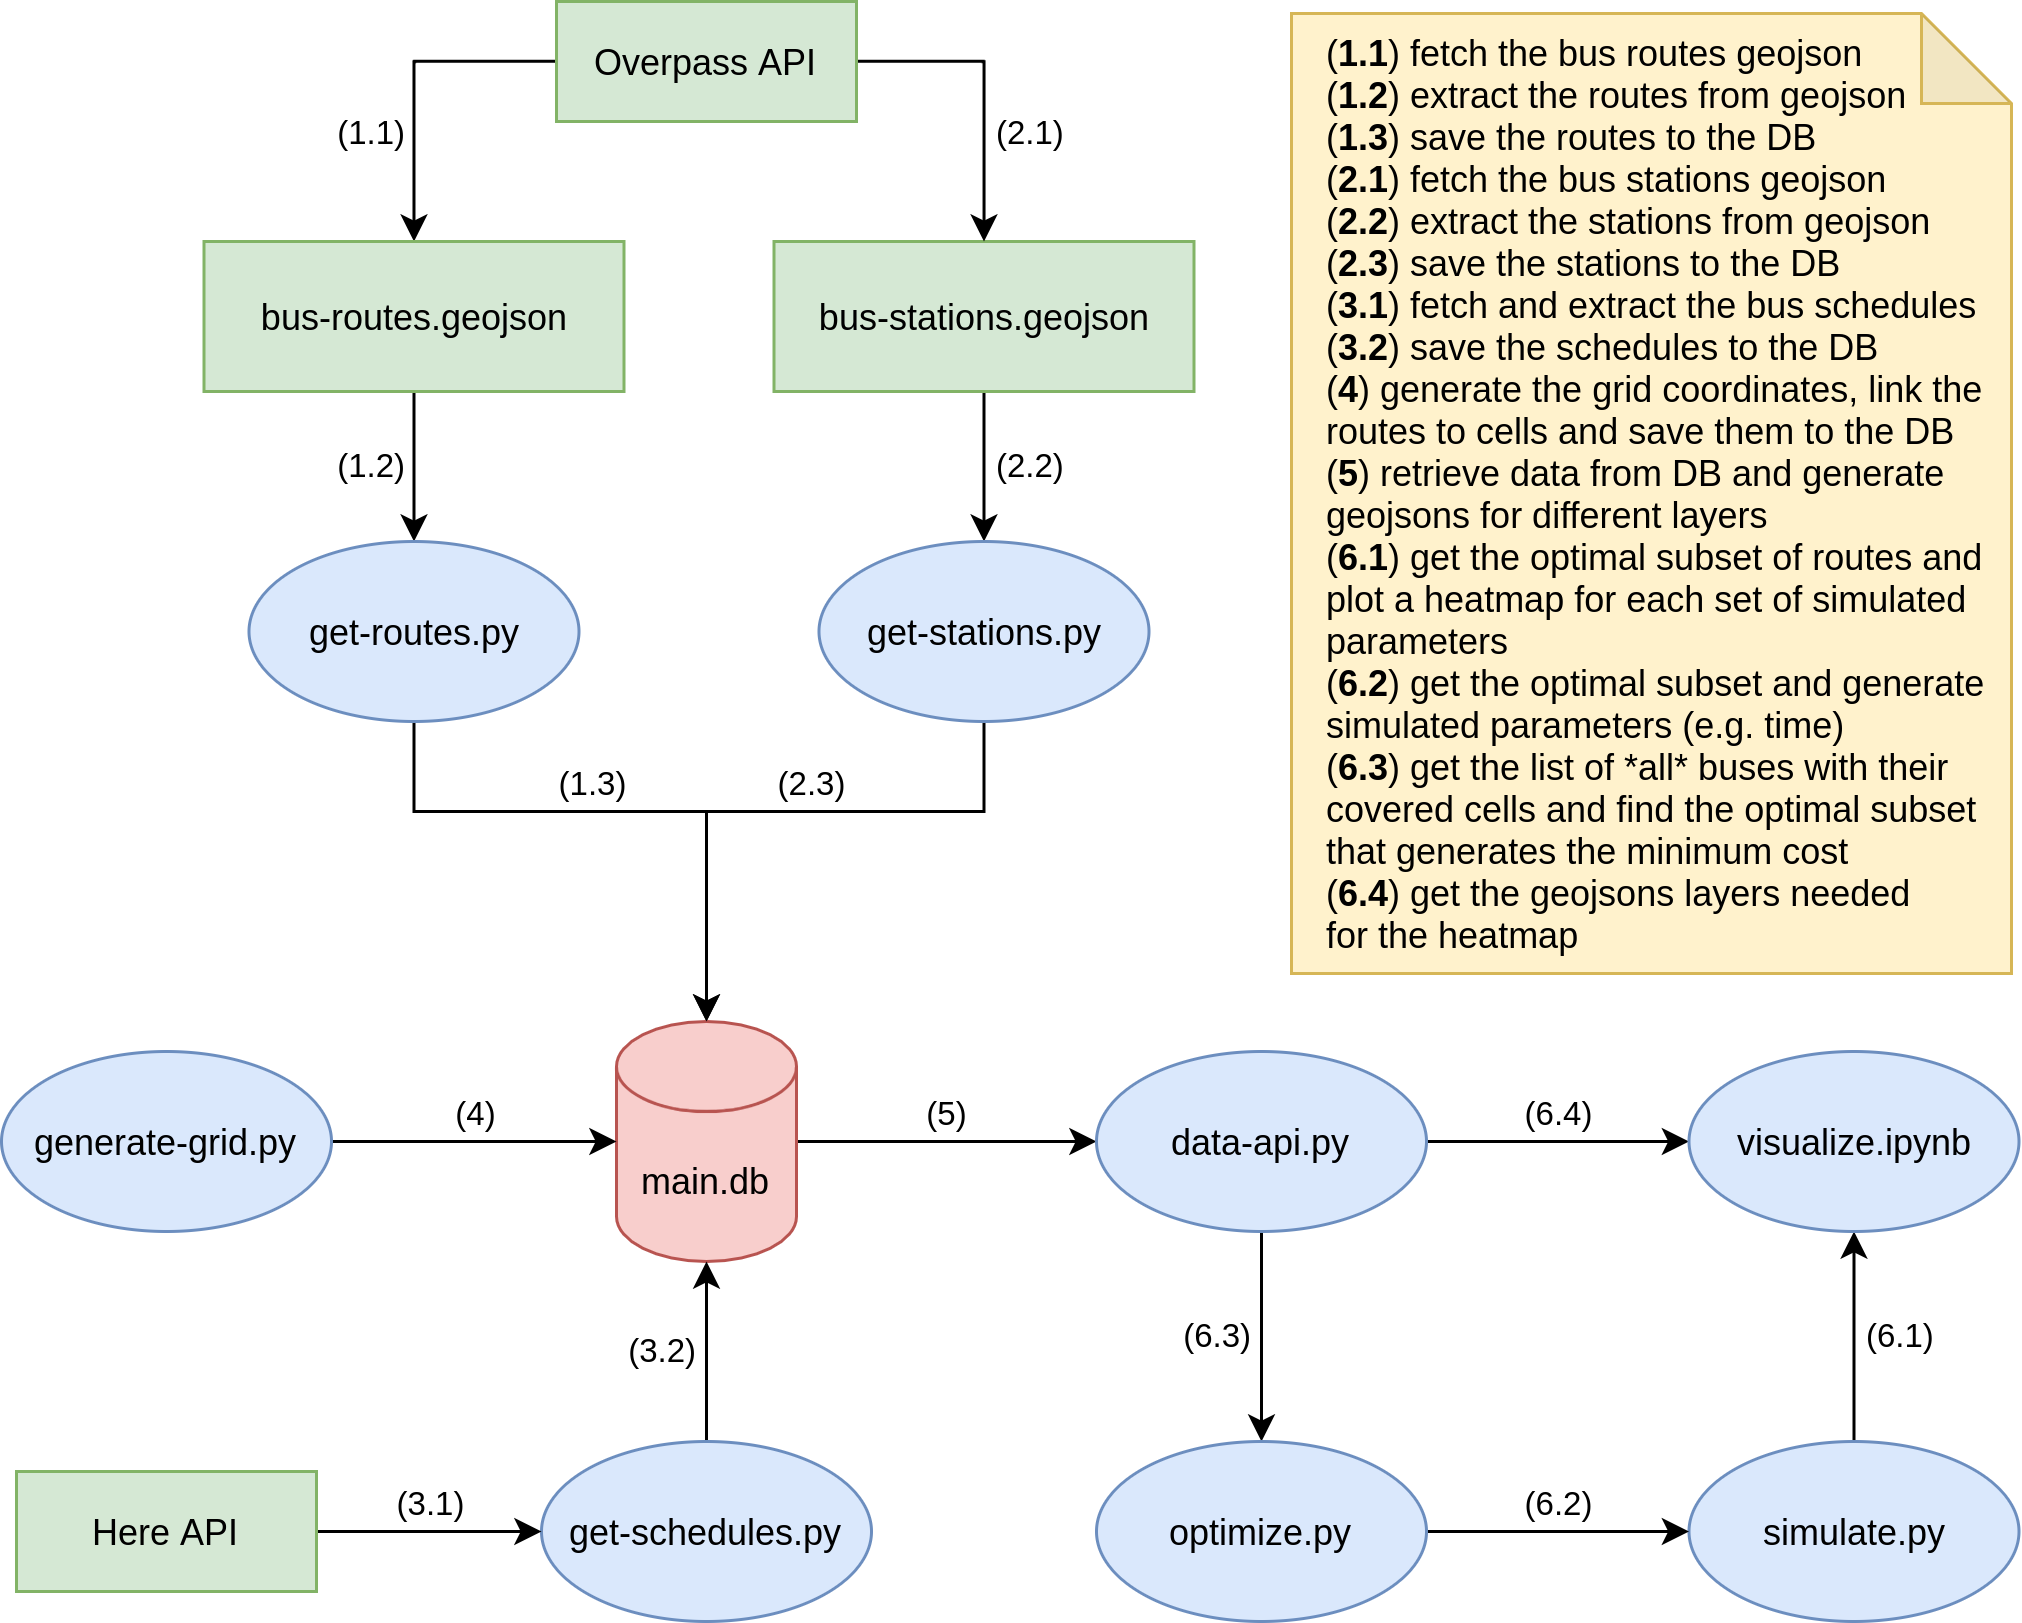 Overpass API
(1.1)
(2.1)
bus-routes.geojson
bus-stations.geojson
(1.2)
(2.2)
get-routes.py
get-stations.py
(1.3)
(2.3)
(1.1) fetch the bus routes geojson
(1.2) extract the routes from geojson
(1.3) save the routes to the DB
(2.1) fetch the bus stations geojson
(2.2) extract the stations from geojson
(2.3) save the stations to the DB
(3.1) fetch and extract the bus schedules
(3.2) save the schedules to the DB
(4) generate the grid coordinates, link the
routes to cells and save them to the DB
(5) retrieve data from DB and generate
geojsons for different layers
(6.1) get the optimal subset of routes and
plot a heatmap for each set of simulated
parameters
(6.2) get the optimal subset and generate
simulated parameters (e.g. time)
(6.3) get the list of *all* buses with their
covered cells and find the optimal subset
that generates the minimum cost
(6.4) get the geojsons layers needed
for the heatmap
generate-grid.py
(4)
main.db
(5)
data-api.py
(6.4)
visualize.ipynb
(3.2)
(6.3)
(6.1)
Here API
(3.1)
get-schedules.py
optimize.py
(6.2)
simulate.py